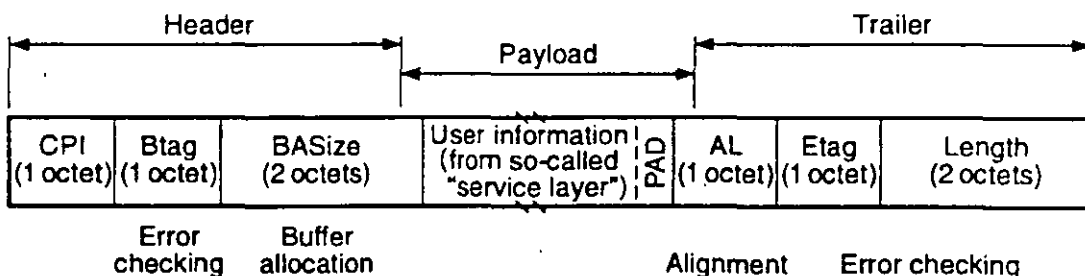 Header
Payload
Trailer
CPI
(1 octet)
Btag
(1 octet)
BASize
(2 octets)
User information
(from so-called
"service layer")
PAD
AL
(1 octet)
Etag
(1 octet)
Length
(2 octets)
Error
checking
Buffer
allocation
Alignment
Error checking